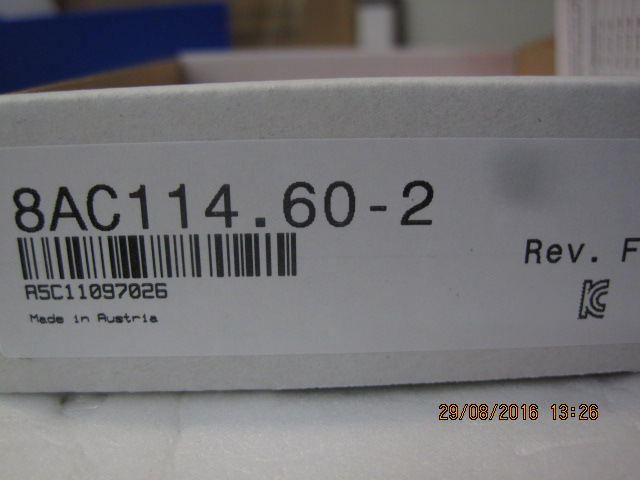 8AC114.60-2
Rev. F
A5C11097026
Made in Austria
29/08/2016 13:26